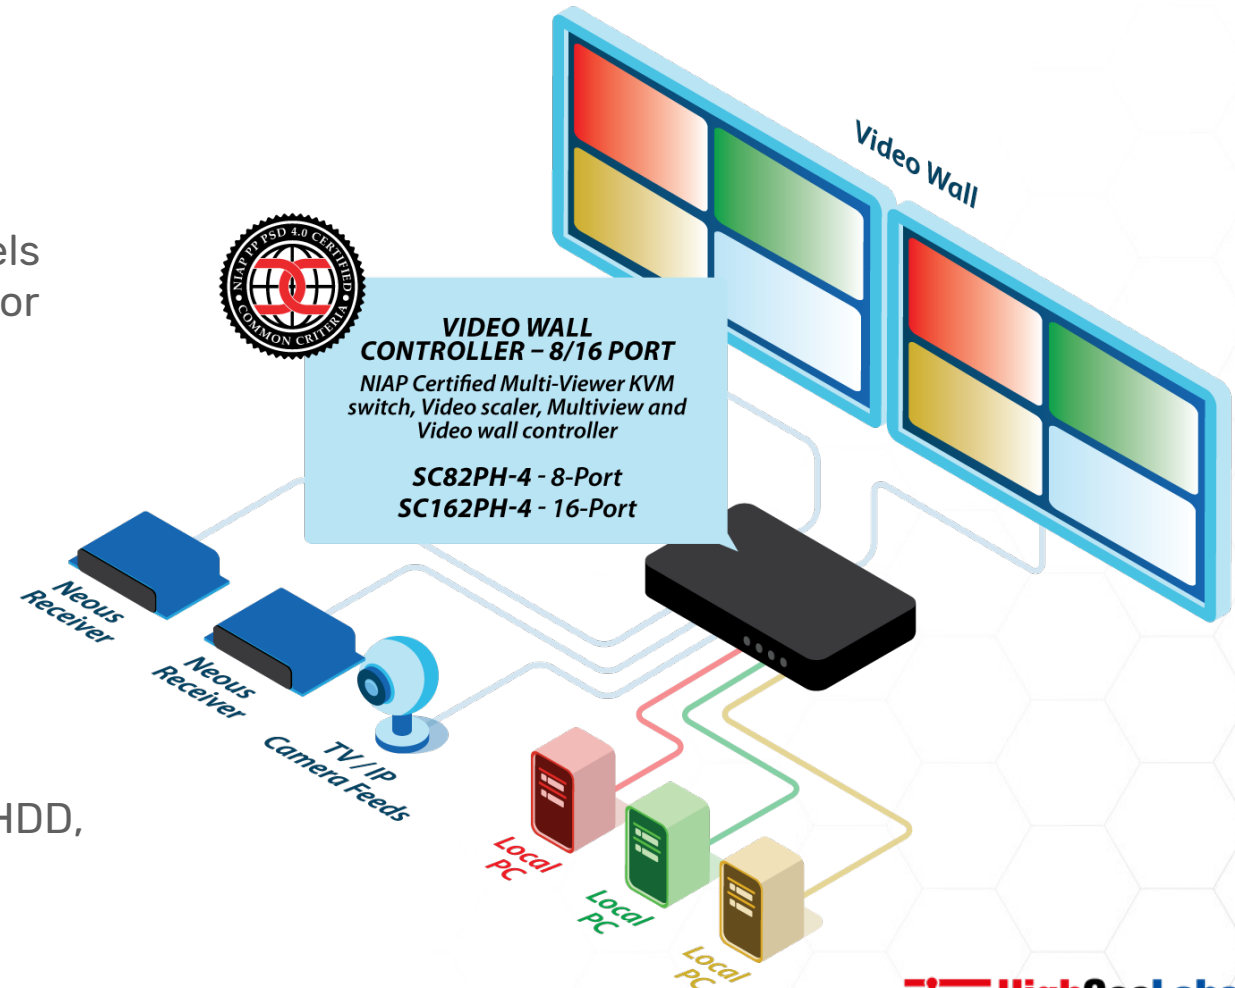 els
or
HDD,
Video Wall
NIAP PP PSD 4.0 CERTIFIED
COMMON CRITERIA
VIDEO WALL
CONTROLLER – 8/16 PORT
NIAP Certified Multi-Viewer KVM
switch, Video scaler, Multiview and
Video wall controller
SC82PH-4 - 8-Port
SC162PH-4 - 16-Port
Neous
Receiver
Neous
Receiver
TV / IP
Camera Feeds
Local
PC
Local
PC
Local
PC